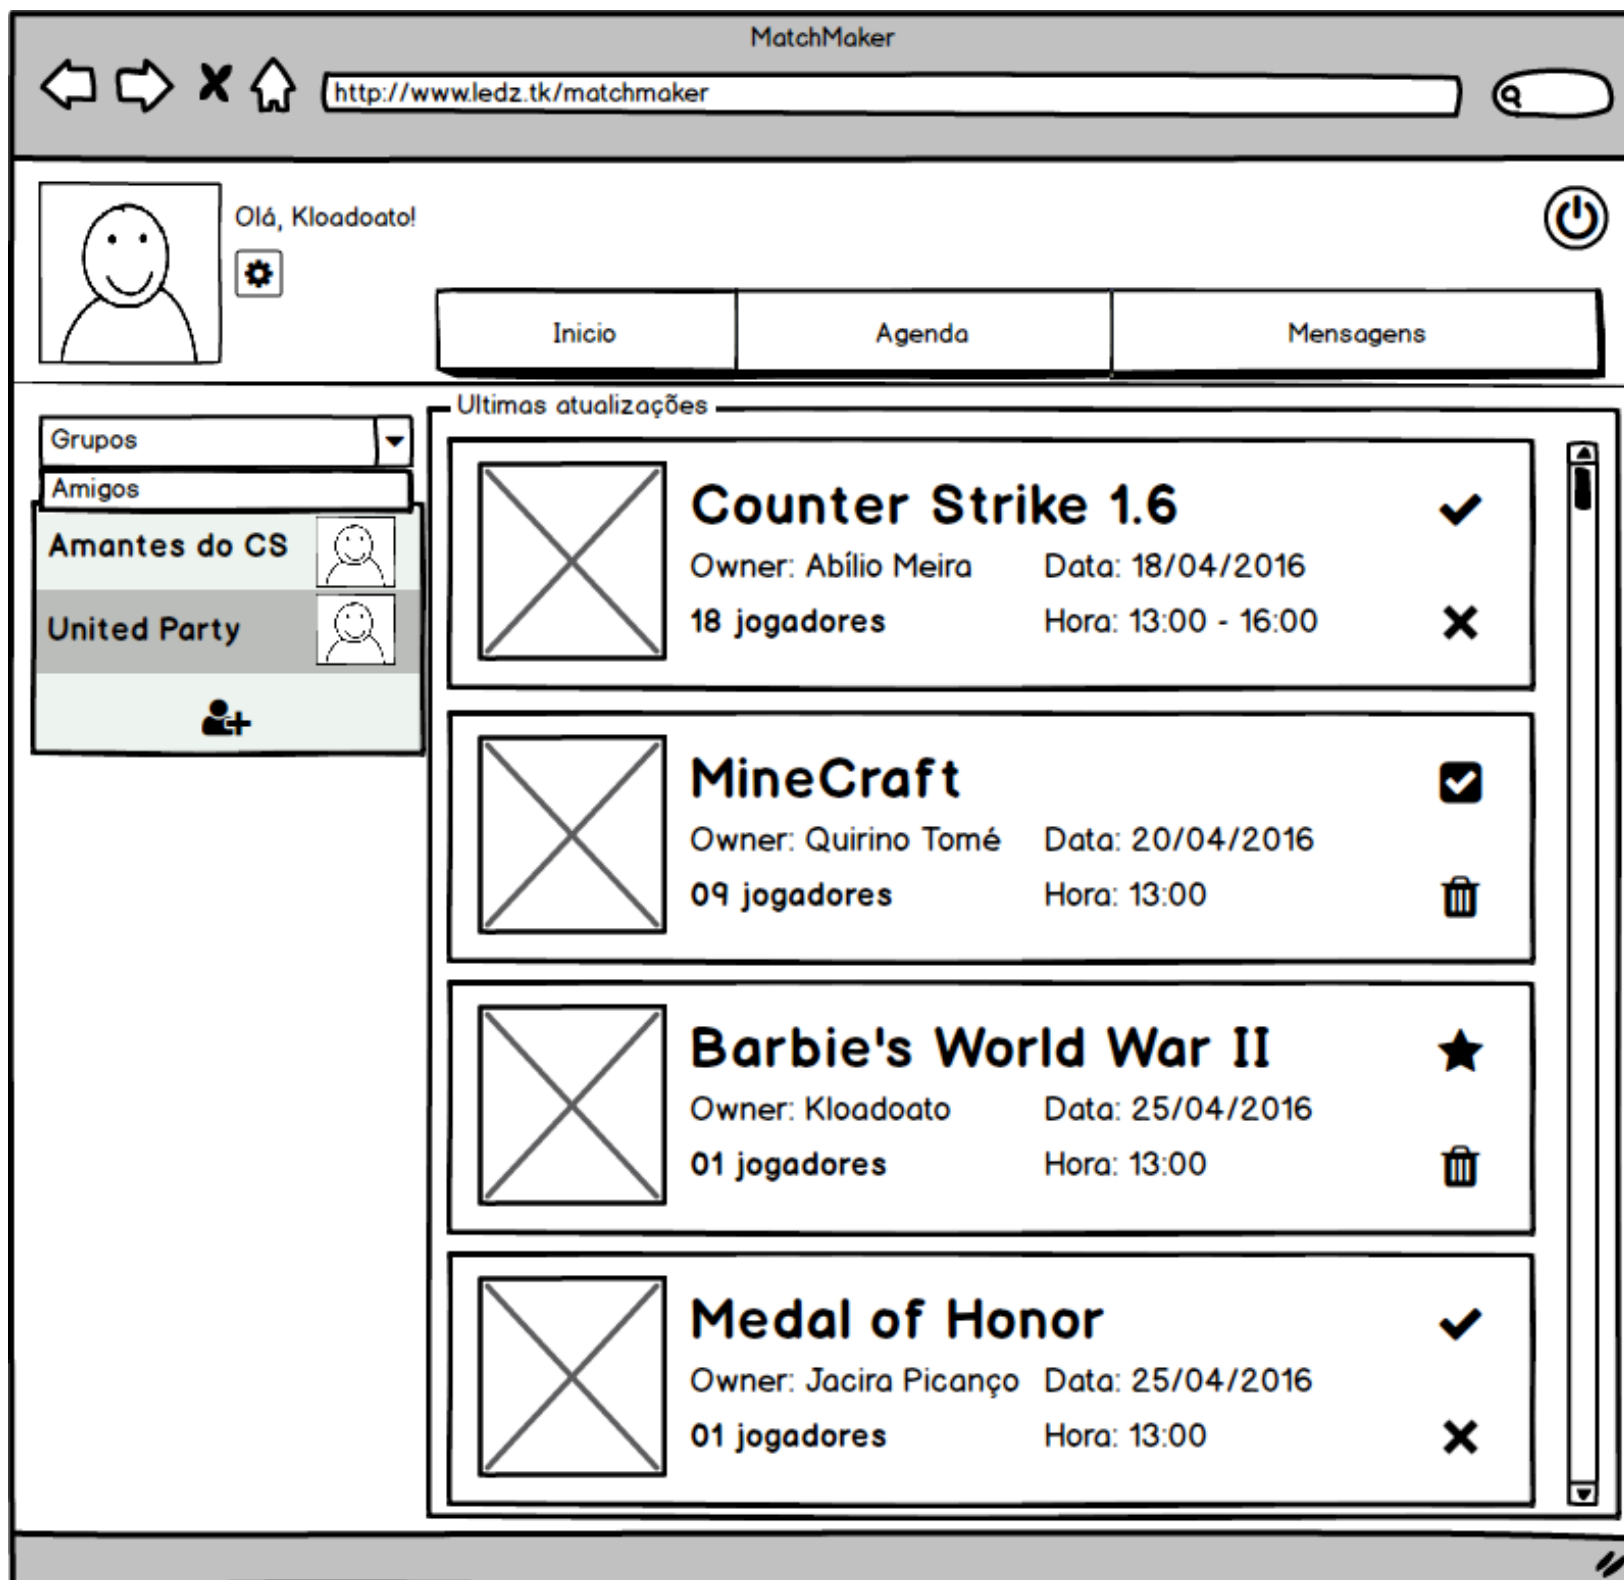 MatchMaker
http://www.ledz.tk/matchmaker
Olá, Kloadoato!
Inicio
Agenda
Mensagens
Grupos
Amigos
Amantes do CS
United Party
Ultimas atualizações
Counter Strike 1.6
Owner: Abílio Meira
Data: 18/04/2016
18 jogadores
Hora: 13:00 - 16:00
MineCraft
Owner: Quirino Tomé
Data: 20/04/2016
09 jogadores
Hora: 13:00
Barbie's World War II
Owner: Kloadoato
Data: 25/04/2016
01 jogadores
Hora: 13:00
Medal of Honor
Owner: Jacira Picanço
Data: 25/04/2016
01 jogadores
Hora: 13:00